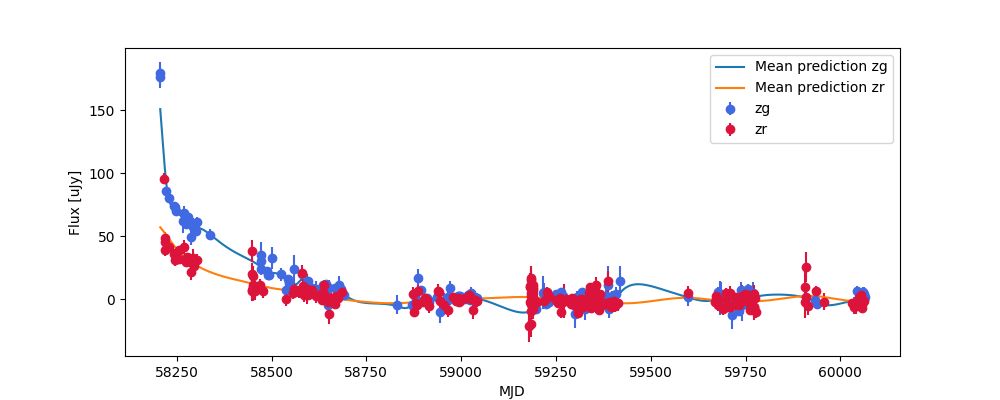 Mean prediction zg
Mean prediction zr
zg
zr
150
100
50
0
Flux [uJy]
58250 58500 58750 59000 59250 59500 59750 60000
MJD